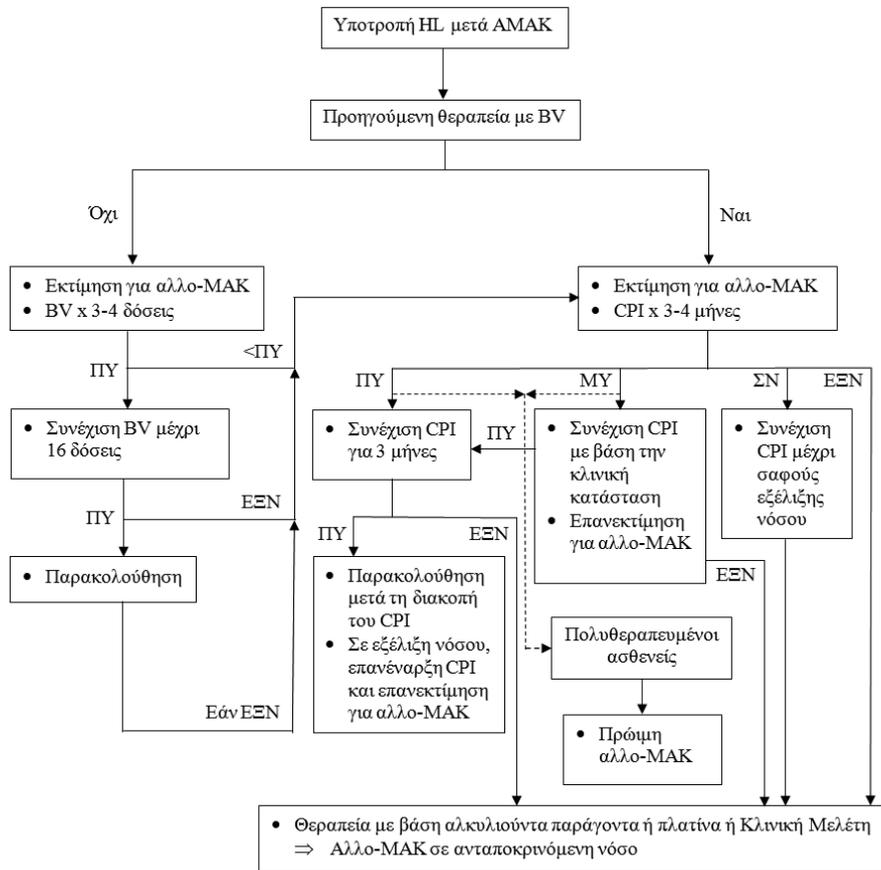 Υποτροπή HL μετά ΑΜΑΚ
Προηγούμενη θεραπεία με BV
Όχι
Ναι
• Εκτίμηση για αλλο-ΜΑΚ
• BV x 3-4 δόσεις
• Εκτίμηση για αλλο-ΜΑΚ
• CPI x 3-4 μήνες
<ΠΥ
ΠΥ
ΠΥ
ΜΥ
ΣΝ
ΕΞΝ
• Συνέχιση BV μέχρι
16 δόσεις
• Συνέχιση CPI
για 3 μήνες
ΠΥ
• Συνέχιση CPI
με βάση την
κλινική
κατάσταση
• Επανεκτίμηση
για αλλο-ΜΑΚ
• Συνέχιση
CPI μέχρι
σαφούς
εξέλιξης
νόσου
ΠΥ
ΕΞΝ
ΠΥ
ΕΞΝ
ΕΞΝ
• Παρακολούθηση
• Παρακολούθηση
μετά τη διακοπή
του CPI
• Σε εξέλιξη νόσου,
επανέναρξη CPI
και επανεκτίμηση
για αλλο-ΜΑΚ
Πολυθεραπευμένοι
ασθενείς
Εάν ΕΞΝ
• Πρώιμη
αλλο-ΜΑΚ
• Θεραπεία με βάση αλκυλιούντα παράγοντα ή πλατίνα ή Κλινική Μελέτη
⇒ Αλλο-ΜΑΚ σε ανταποκρινόμενη νόσο